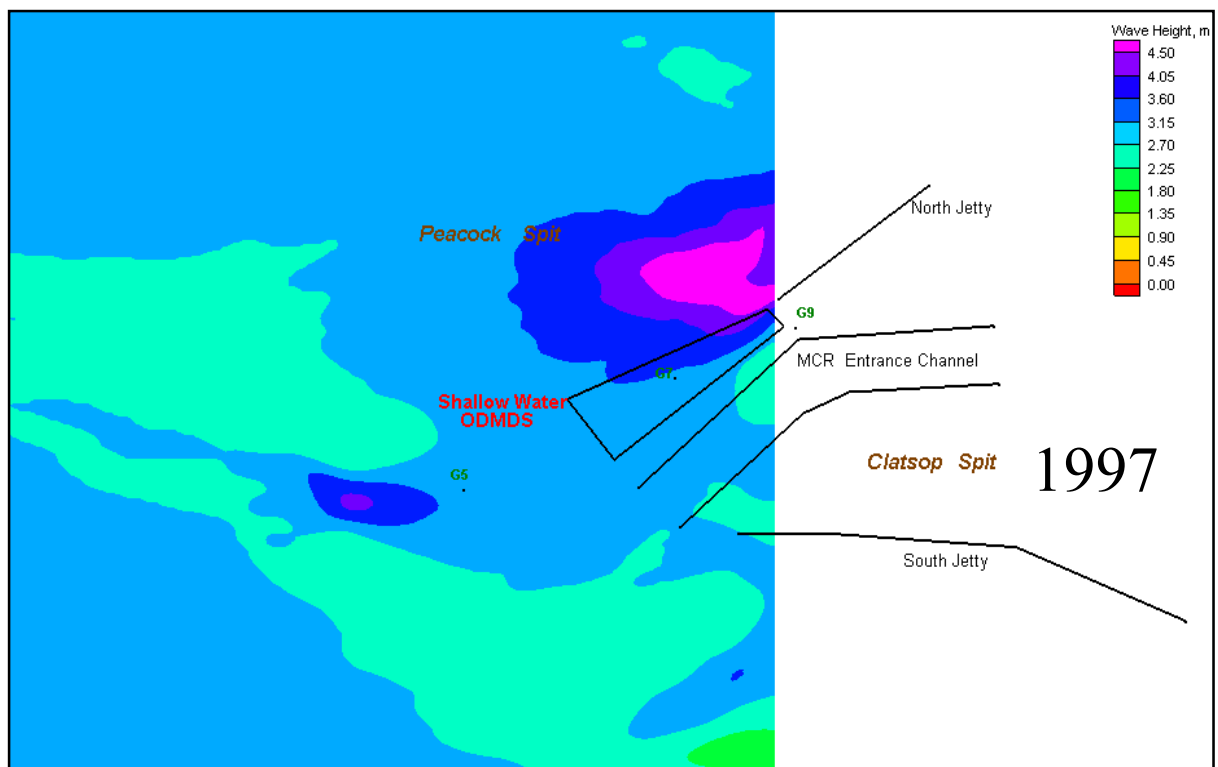 Wave Height, m
4.50
4.05
3.60
3.15
2.70
2.25
1.80
1.35
0.90
0.45
0.00
North Jetty
Peacock Spit
G9
MCR Entrance Channel
G7
Shallow Water
ODMDS
Clatsop Spit
1997
G5
South Jetty